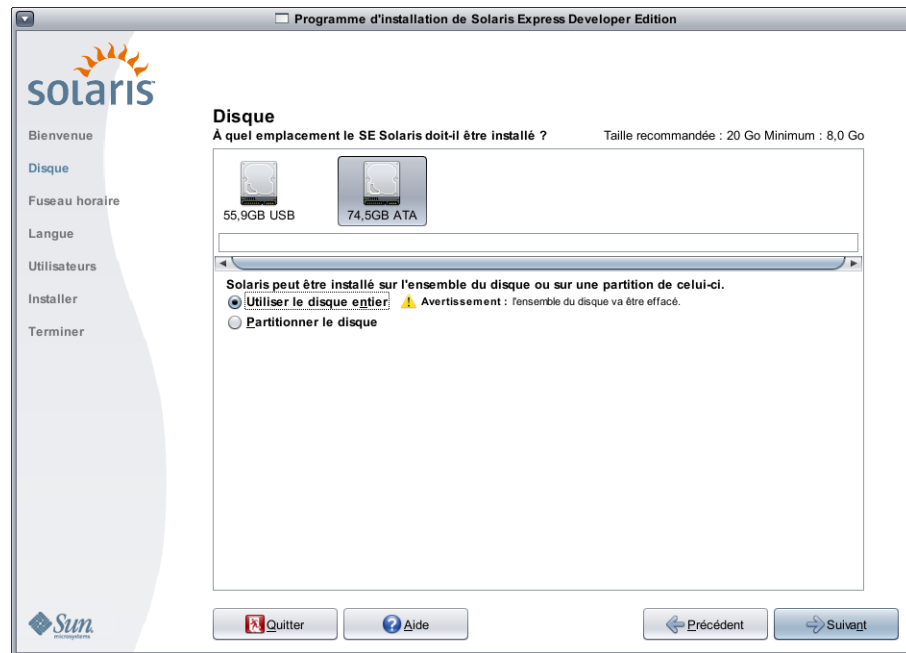 Programme d'installation de Solaris Express Developer Edition
solaris
Disque
À quel emplacement le SE Solaris doit-il être installé ? Taille recommandée : 20 Go Minimum : 8,0 Go
Bienvenue
Disque
Fuseau horaire
Langue
Utilisateurs
Installer
Terminer
55,9GB USB 74,5GB ATA
Solaris peut être installé sur l'ensemble du disque ou sur une partition de celui-ci.
Utiliser le disque entier Avertissement : l'ensemble du disque va être effacé.
Partitionner le disque
Sun
microsystems
Quitter Aide Précédent Suivant